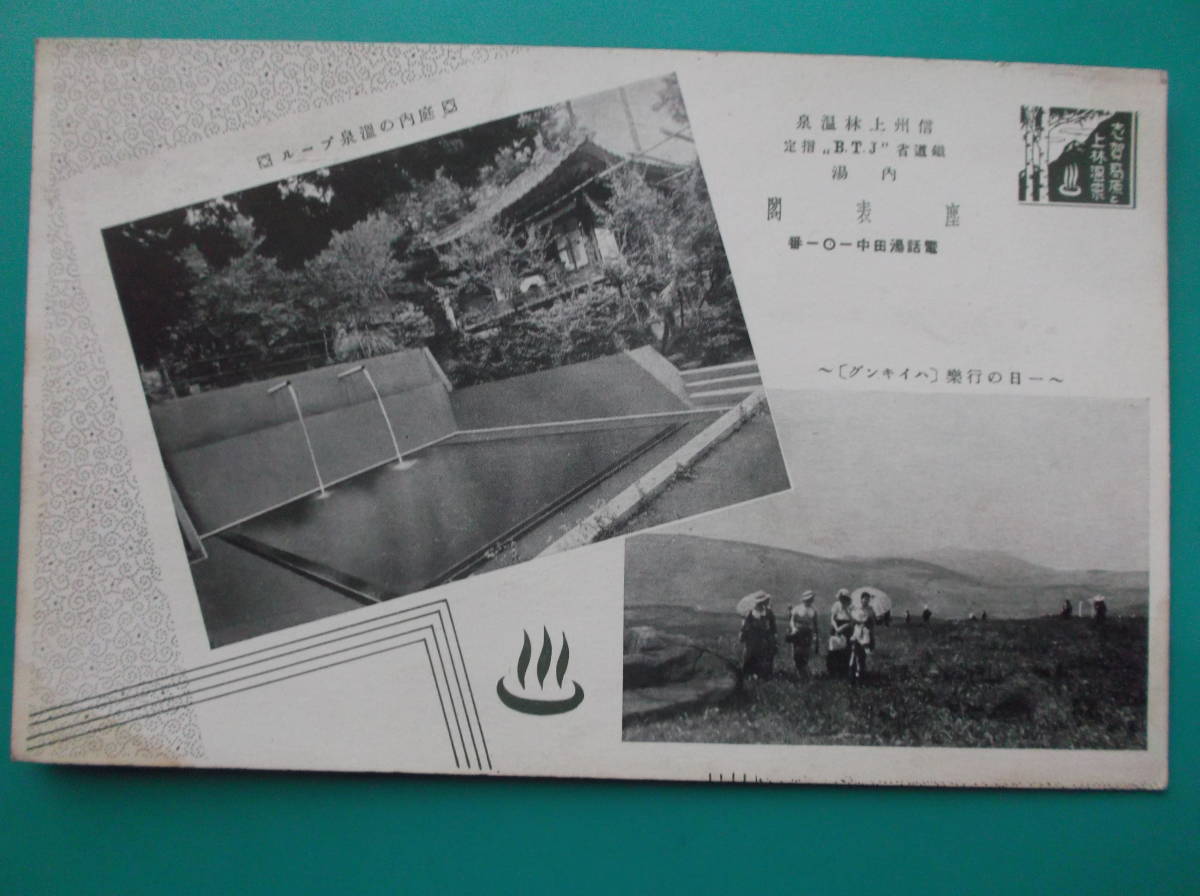 志賀高原と
上林温泉
信州上林温泉
鐵道省 "J.T.B" 指定
内湯
塵表閣
電話湯田中一〇一番
庭内の温泉プール
～一日の行樂〔ハイキング〕～